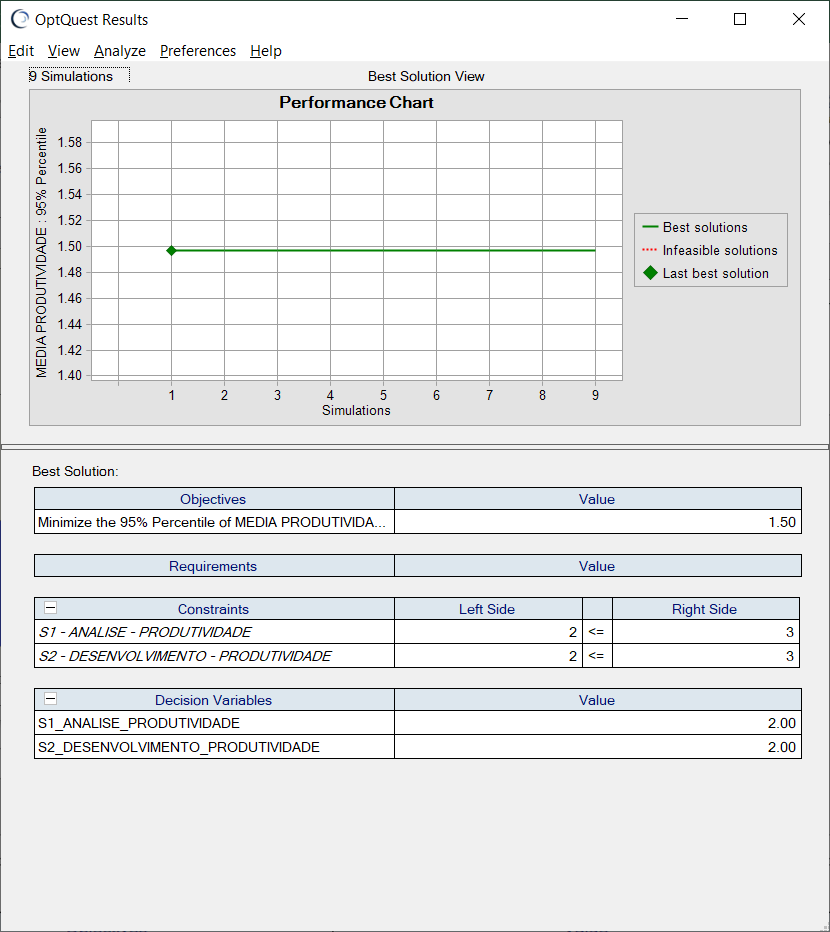 OptQuest Results
Edit View Analyze Preferences Help
9 Simulations
Best Solution View
Performance Chart
MEDIA PRODUTIVIDADE : 95% Percentile
1.58
1.56
1.54
1.52
1.50
1.48
1.46
1.44
1.42
1.40
1 2 3 4 5 6 7 8 9
Simulations
Best solutions
Infeasible solutions
Last best solution
Best Solution:
Objectives Value
Minimize the 95% Percentile of MEDIA PRODUTIVIDA... 1.50
Requirements Value
Constraints Left Side Right Side
S1 - ANALISE - PRODUTIVIDADE 2 <= 3
S2 - DESENVOLVIMENTO - PRODUTIVIDADE 2 <= 3
Decision Variables Value
S1_ANALISE_PRODUTIVIDADE 2.00
S2_DESENVOLVIMENTO_PRODUTIVIDADE 2.00